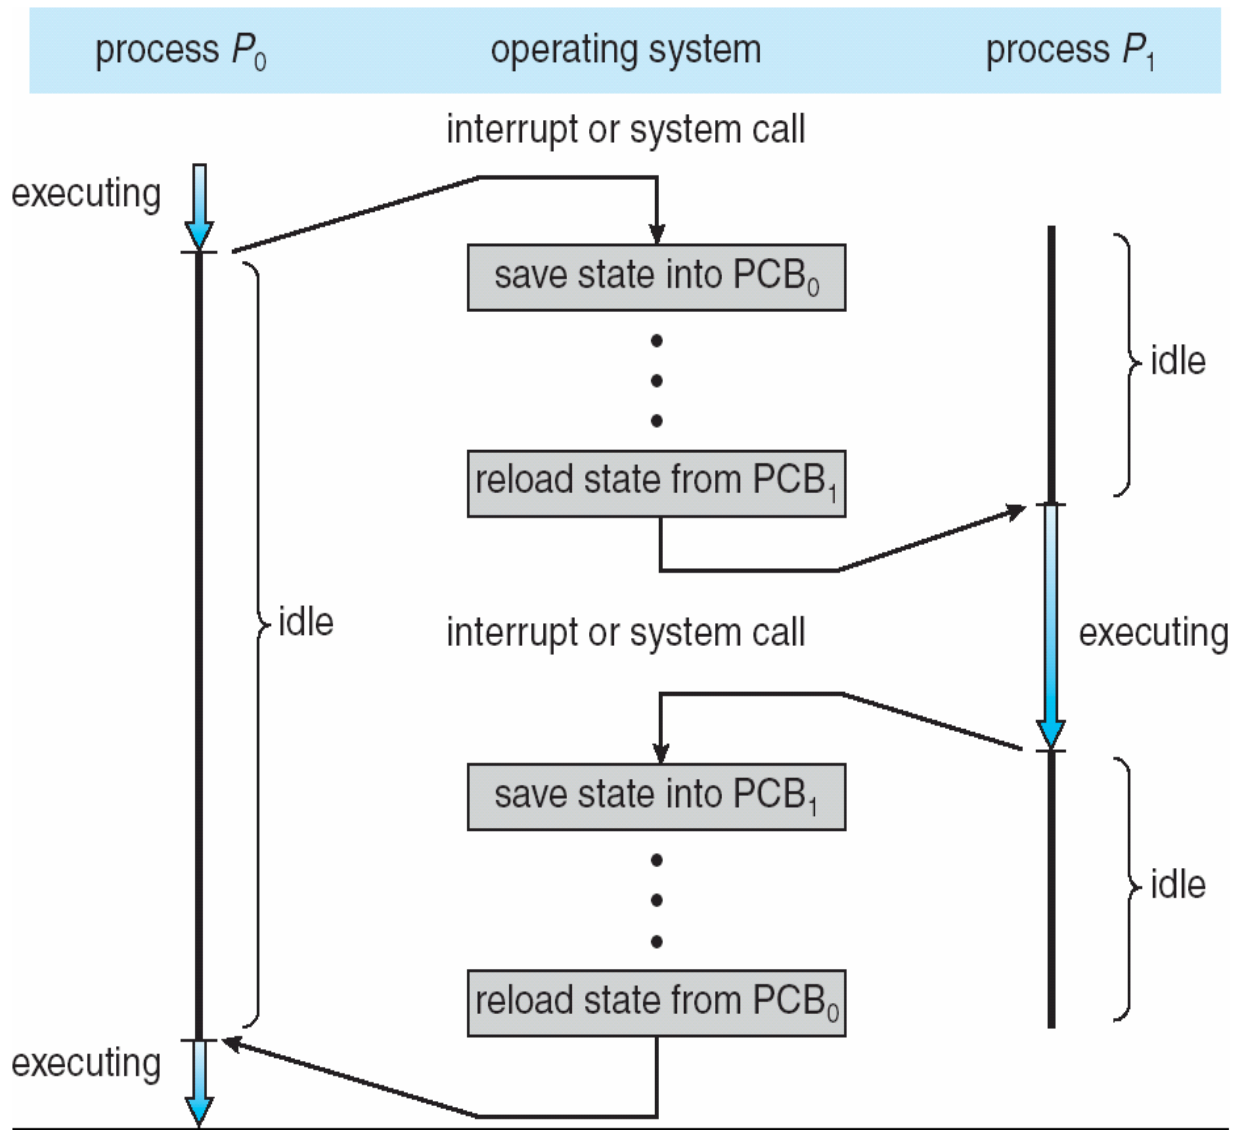 process P₀ operating system process P₁
interrupt or system call
executing
save state into PCB₀
idle
reload state from PCB₁
idle
interrupt or system call
executing
save state into PCB₁
idle
reload state from PCB₀
executing